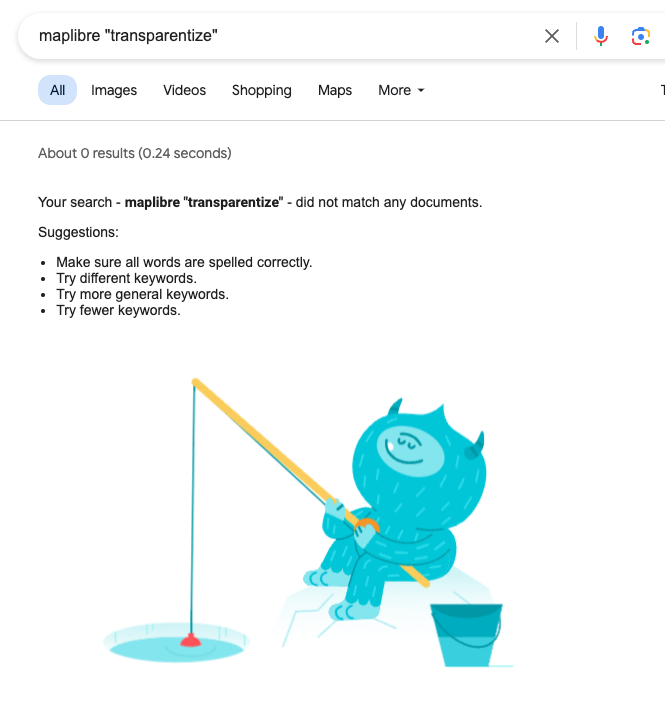 maplibre "transparentize"
All Images Videos Shopping Maps More
About 0 results (0.24 seconds)
Your search - maplibre "transparentize" - did not match any documents.
Suggestions:
Make sure all words are spelled correctly.
Try different keywords.
Try more general keywords.
Try fewer keywords.